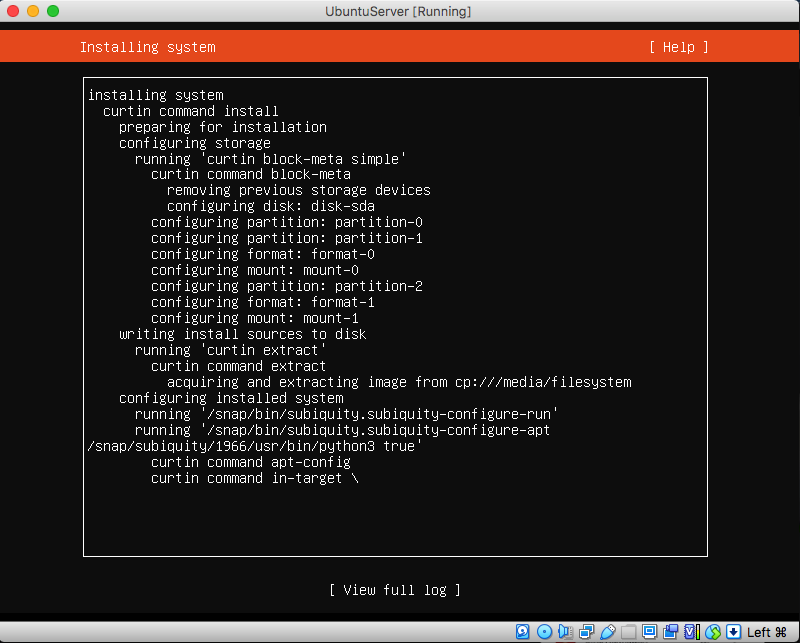 UbuntuServer [Running]
Installing system
[ Help ]
installing system
curtin command install
preparing for installation
configuring storage
running 'curtin block-meta simple'
curtin command block-meta
removing previous storage devices
configuring disk: disk-sda
configuring partition: partition-0
configuring partition: partition-1
configuring format: format-0
configuring mount: mount-0
configuring partition: partition-2
configuring format: format-1
configuring mount: mount-1
writing install sources to disk
running 'curtin extract'
curtin command extract
acquiring and extracting image from cp:///media/filesystem
configuring installed system
running '/snap/bin/subiquity.subiquity-configure-run'
running '/snap/bin/subiquity.subiquity-configure-apt
/snap/subiquity/1966/usr/bin/python3 true'
curtin command apt-config
curtin command in-target \
[ View full log ]
Left ⌘